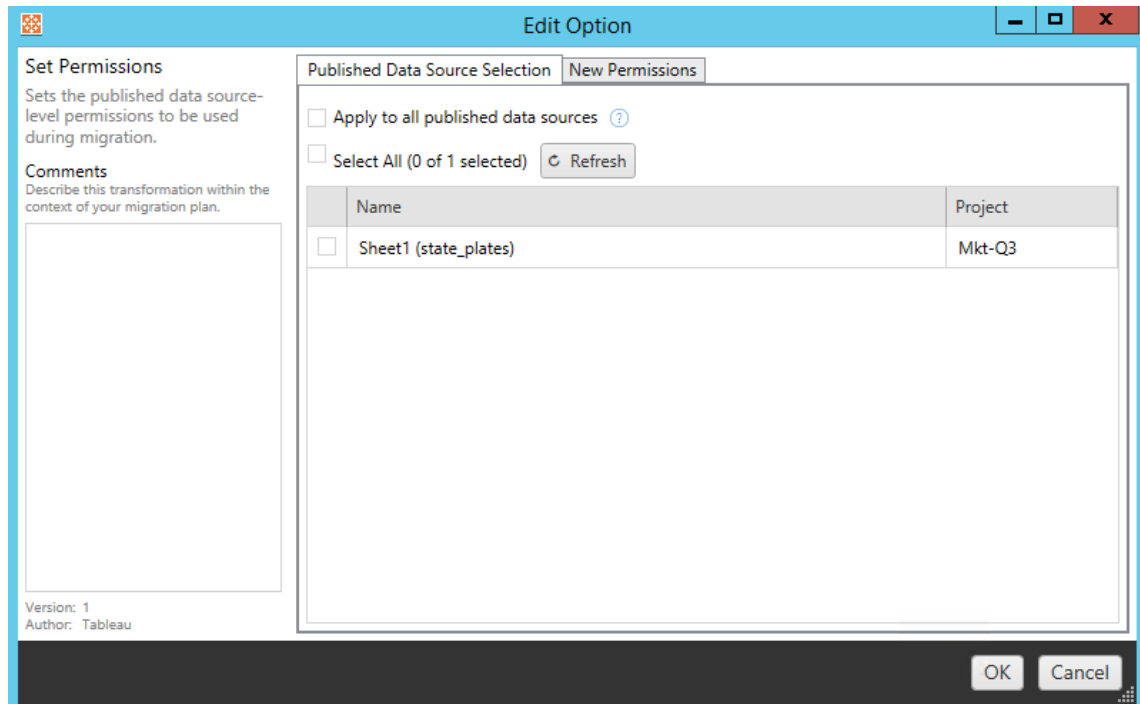 Edit Option
Set Permissions
Sets the published data source-
level permissions to be used
during migration.
Comments
Describe this transformation within the
context of your migration plan.
Version: 1
Author: Tableau
Published Data Source Selection
New Permissions
Apply to all published data sources ?
Select All (0 of 1 selected)
Refresh
Name Project
Sheet1 (state_plates) Mkt-Q3
OK Cancel